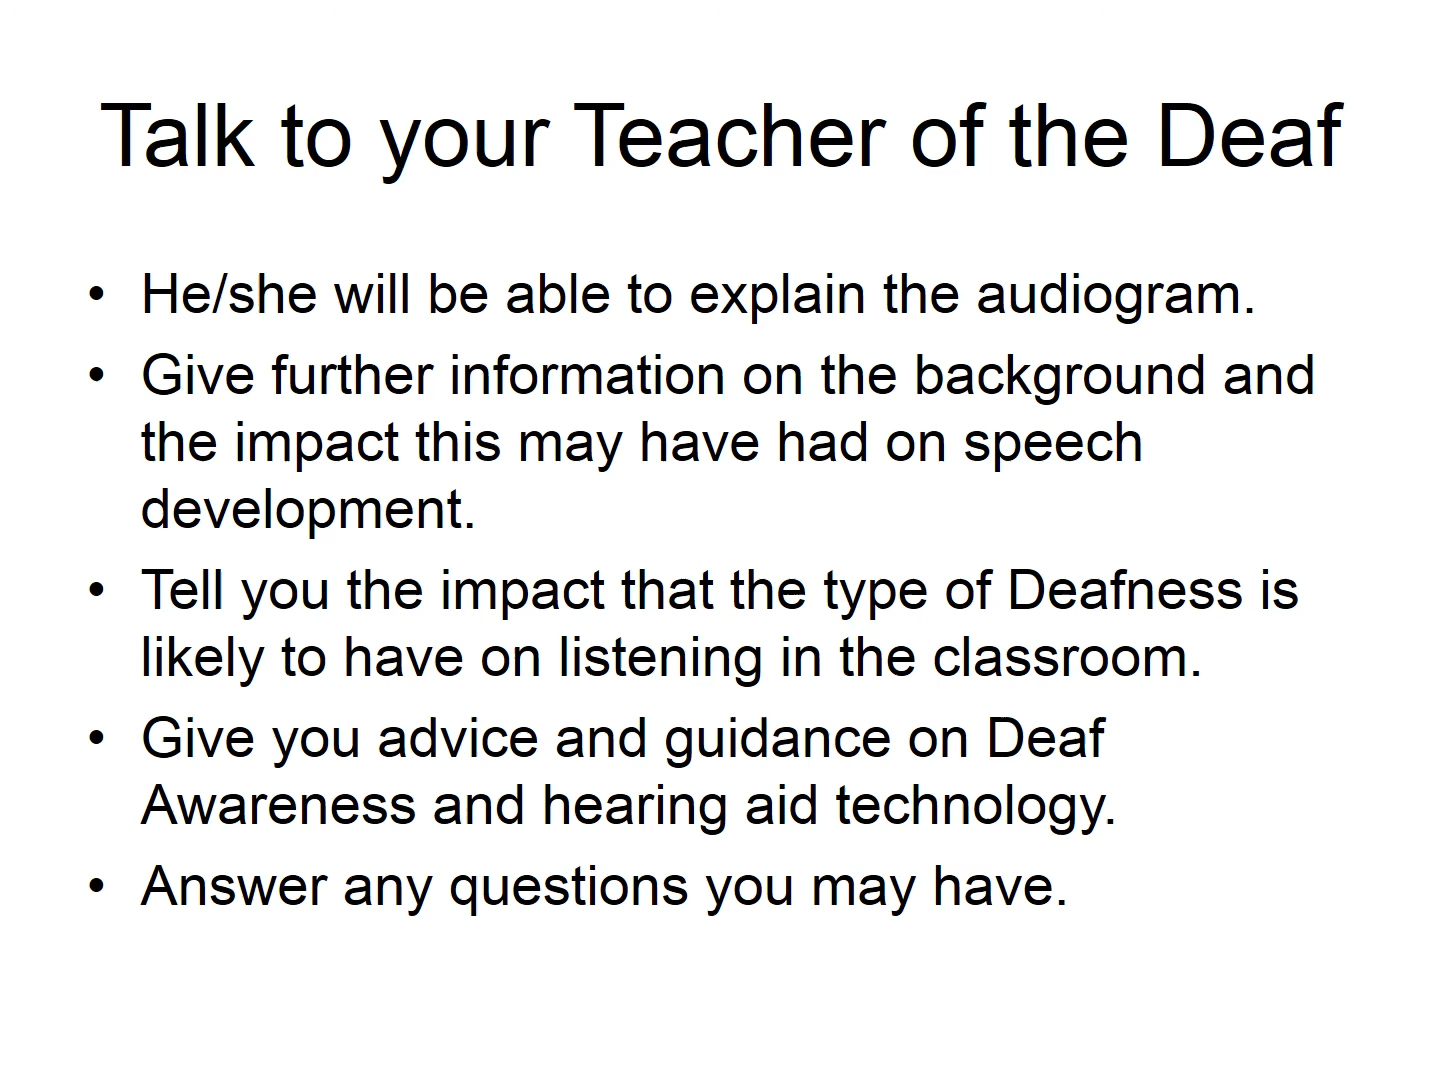 Talk to your Teacher of the Deaf
• He/she will be able to explain the audiogram.
• Give further information on the background and
the impact this may have had on speech
development.
• Tell you the impact that the type of Deafness is
likely to have on listening in the classroom.
• Give you advice and guidance on Deaf
Awareness and hearing aid technology.
• Answer any questions you may have.